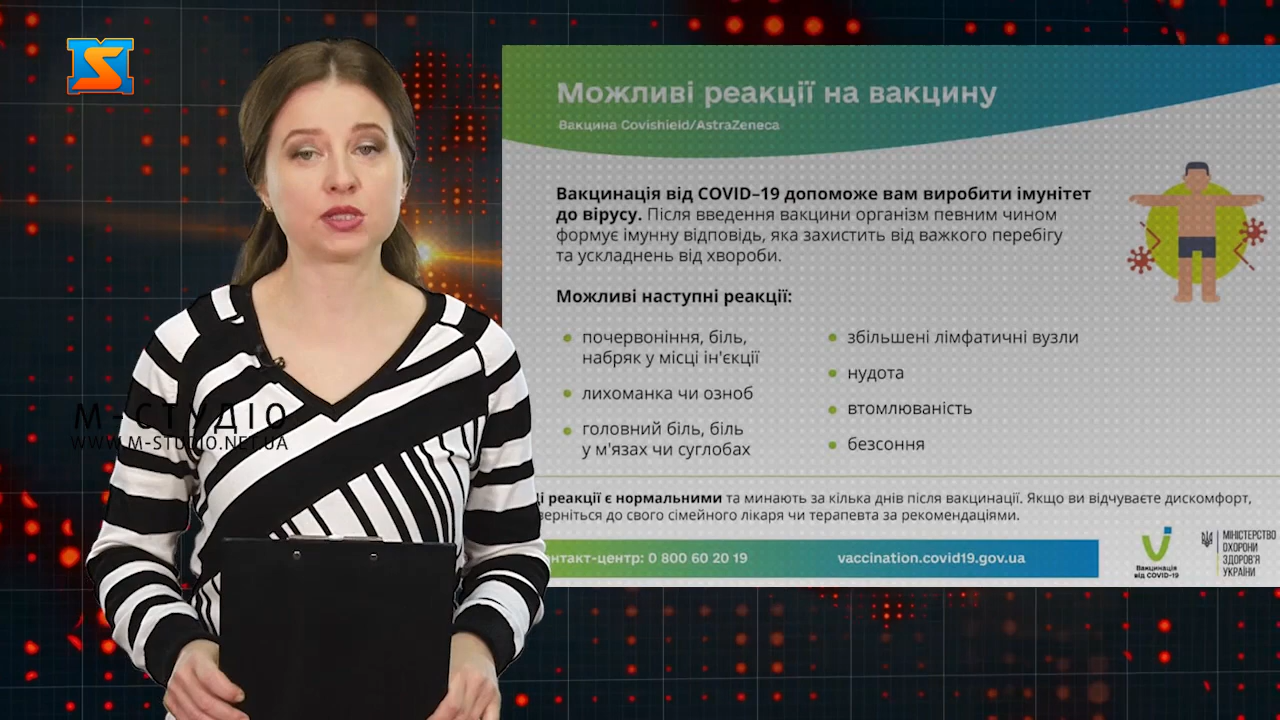 Можливі реакції на вакцину
Вакцина Covishield/AstraZeneca
Вакцинація від COVID–19 допоможе вам виробити імунітет
до вірусу. Після введення вакцини організм певним чином
формує імунну відповідь, яка захистить від важкого перебігу
та ускладнень від хвороби.
Можливі наступні реакції:
почервоніння, біль,
набряк у місці ін'єкції
лихоманка чи озноб
головний біль, біль
у м'язах чи суглобах
збільшені лімфатичні вузли
нудота
втомлюваність
безсоння
і реакції є нормальними та минають за кілька днів після вакцинації. Якщо ви відчуваєте дискомфорт,
верніться до свого сімейного лікаря чи терапевта за рекомендаціями.
онтакт-центр: 0 800 60 20 19
vaccination.covid19.gov.ua
Вакцинація
від COVID-19
МІНІСТЕРСТВО
ОХОРОНИ
ЗДОРОВ'Я
УКРАЇНИ
М-СТУДІО
WWW.M-STUDIO.NET.UA